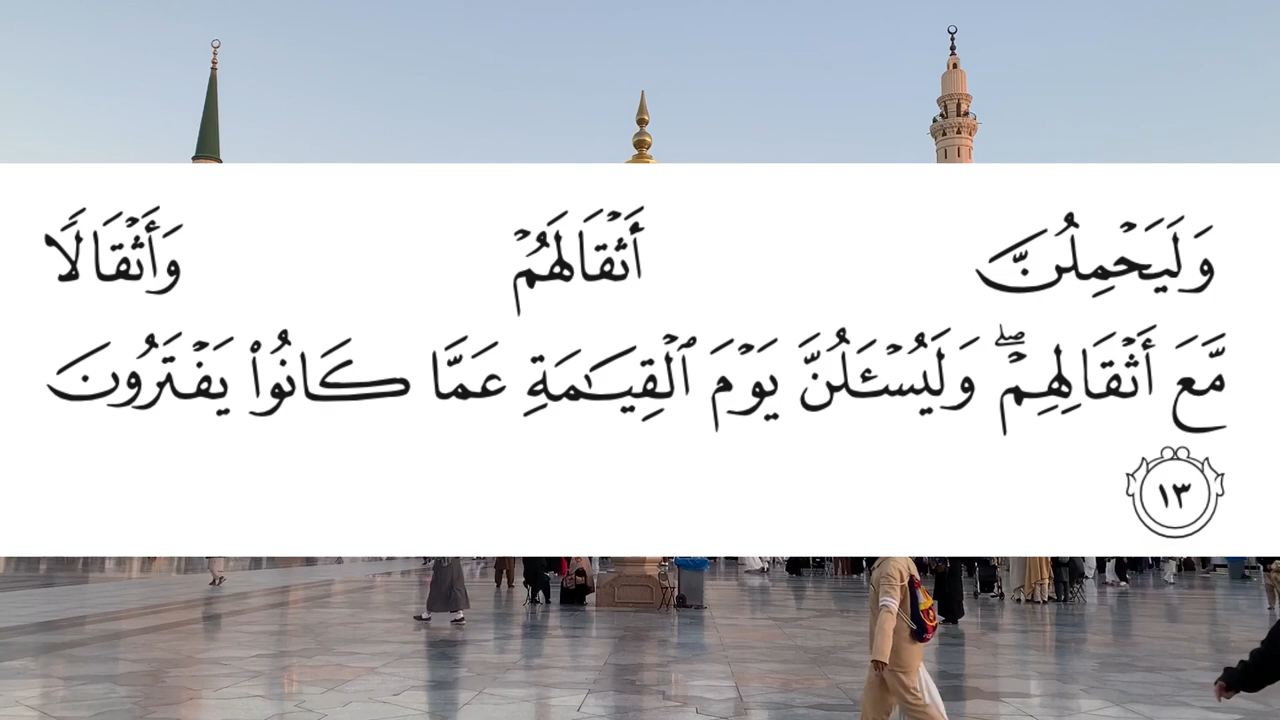 وَلَيَحْمِلُنَّ أَثْقَالَهُمْ وَأَثْقَالًا
مَّعَ أَثْقَالِهِمْ ۖ وَلَيُسْـَٔلُنَّ يَوْمَ ٱلْقِيَـٰمَةِ عَمَّا كَانُوا۟ يَفْتَرُونَ
١٣